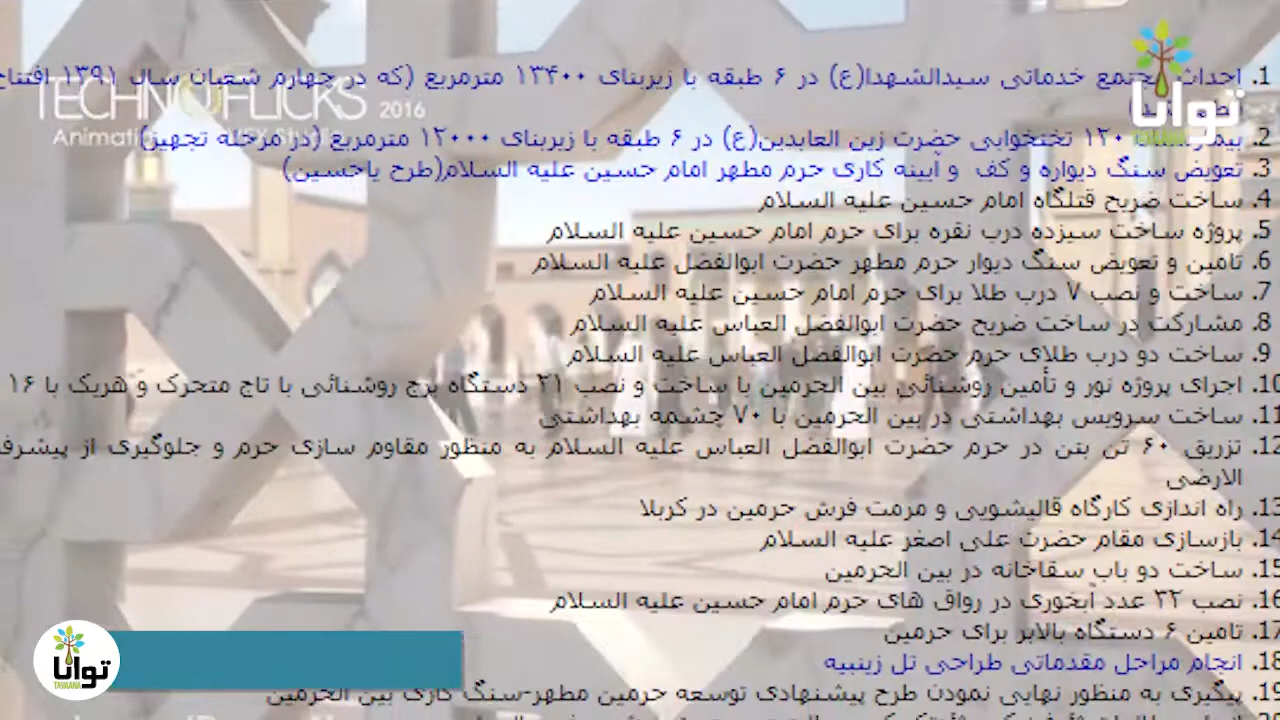 1. احداث مجتمع خدماتی سیدالشهدا(ع) در ۶ طبقه با زیربنای ۱۳۴۰۰ مترمربع (که در چهارم شعبان سال ۱۳۹۱ افتتاح
توانا
TECHNOFLICKS 2016
2. بیمارستان ۱۲۰ تختخوابی حضرت زین العابدین(ع) در ۶ طبقه با زیربنای ۱۲۰۰۰ مترمربع (در مرحله تجهیز)
3. تعویض سنگ دیواره و کف و آیینه کاری حرم مطهر امام حسین علیه السلام(طرح یاحسین)
4. ساخت ضریح قتلگاه امام حسین علیه السلام
5. پروژه ساخت سیزده درب نقره برای حرم امام حسین علیه السلام
6. تامین و تعویض سنگ دیوار حرم مطهر حضرت ابوالفضل علیه السلام
7. ساخت و نصب ۷ درب طلا برای حرم امام حسین علیه السلام
8. مشارکت در ساخت ضریح حضرت ابوالفضل العباس علیه السلام
9. ساخت دو درب طلای حرم حضرت ابوالفضل العباس علیه السلام
10. اجرای پروژه نور و تأمین روشنائی بین الحرمین با ساخت و نصب ۲۱ دستگاه برج روشنائی با تاج متحرک و هریک با ۱۶
11. ساخت سرویس بهداشتی در بین الحرمین با ۷۰ چشمه بهداشتی
12. تزریق ۶۰ تن بتن در حرم حضرت ابوالفضل العباس علیه السلام به منظور مقاوم سازی حرم و جلوگیری از پیشرف
الارضی
13. راه اندازی کارگاه قالیشویی و مرمت فرش حرمین در کربلا
14. بازسازی مقام حضرت علی اصغر علیه السلام
15. ساخت دو باب سقاخانه در بین الحرمین
16. نصب ۳۲ عدد آبخوری در رواق های حرم امام حسین علیه السلام
17. تامین ۶ دستگاه بالابر برای حرمین
18. انجام مراحل مقدماتی طراحی تل زینبیه
19. پیگیری به منظور نهایی نمودن طرح پیشنهادی توسعه حرمین مطهر-سنگ کاری بین الحرمین
توانا
TAVAANA